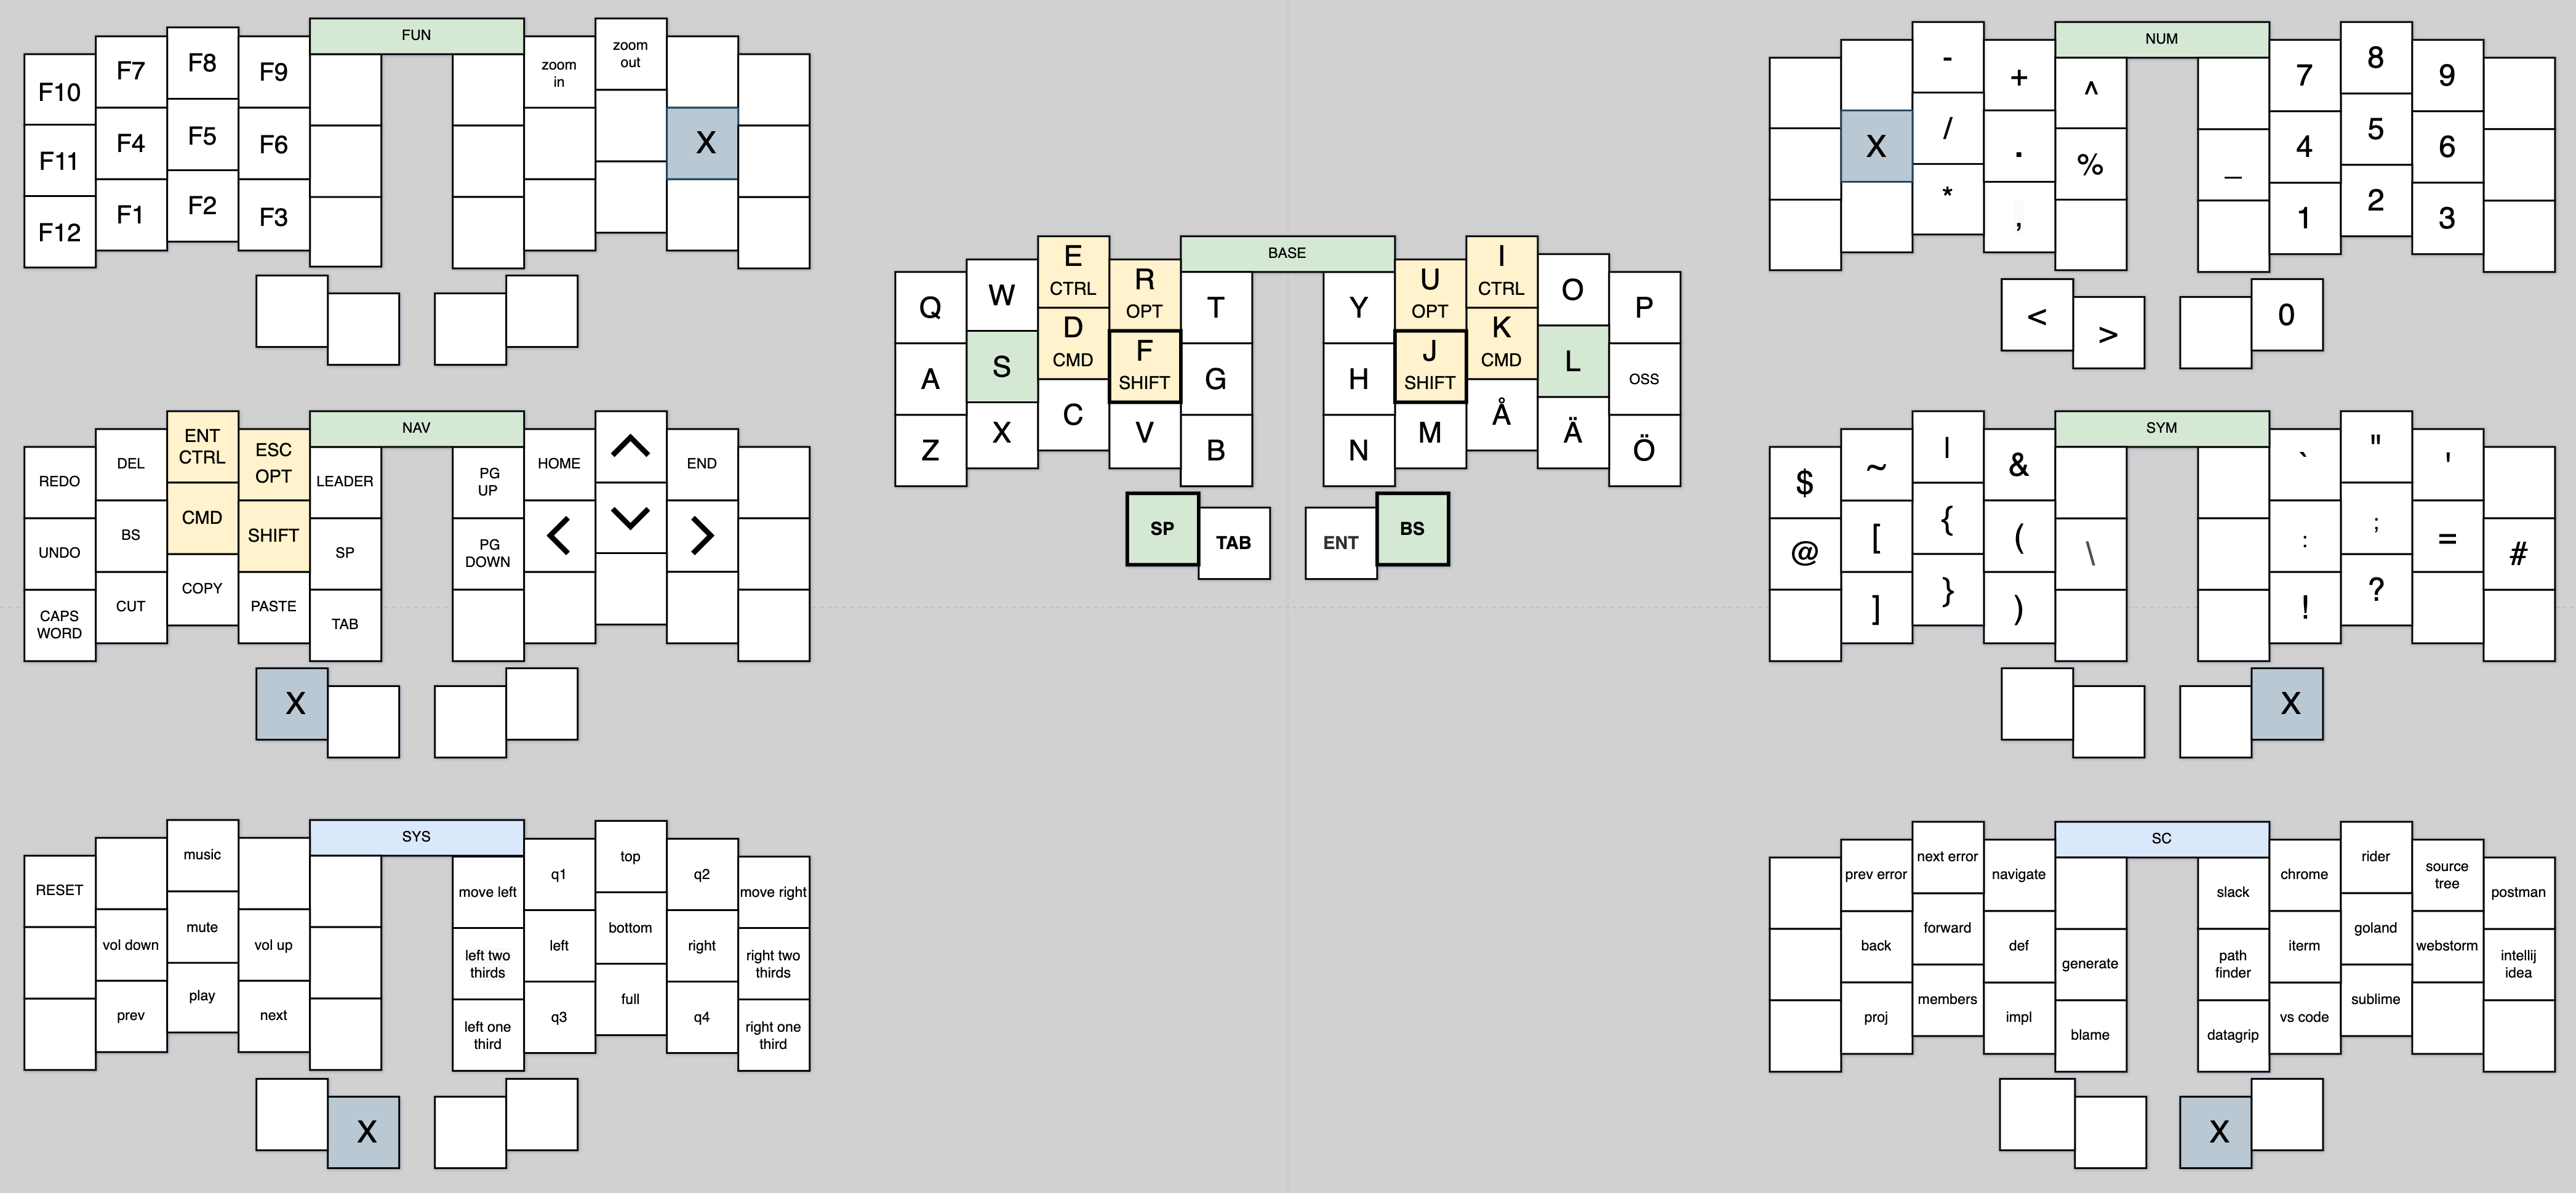 FUN
F10 F7 F8 F9 zoom in zoom out
F11 F4 F5 F6 X
F12 F1 F2 F3
NUM
- + ^ 7 8 9
X / . % _ 4 5 6
* , 1 2 3
< > 0
BASE
Q W E CTRL R OPT T Y U OPT I CTRL O P
A S D CMD F SHIFT G H J SHIFT K CMD L OSS
Z X C V B N M Å Ä Ö
SP TAB ENT BS
NAV
REDO DEL ENT CTRL ESC OPT LEADER PG UP HOME ^ END
UNDO BS CMD SHIFT SP PG DOWN < ⌄ >
CAPS WORD CUT COPY PASTE TAB
X
SYM
$ ~ | & ` " '
@ [ { ( \ : ; = #
] } ) ! ?
X
SYS
RESET music move left q1 top q2 move right
vol down mute vol up left two thirds left bottom right right two thirds
prev play next left one third q3 full q4 right one third
X
SC
prev error next error navigate slack chrome rider source tree postman
back forward def generate path finder iterm goland webstorm intellij idea
proj members impl blame datagrip vs code sublime
X